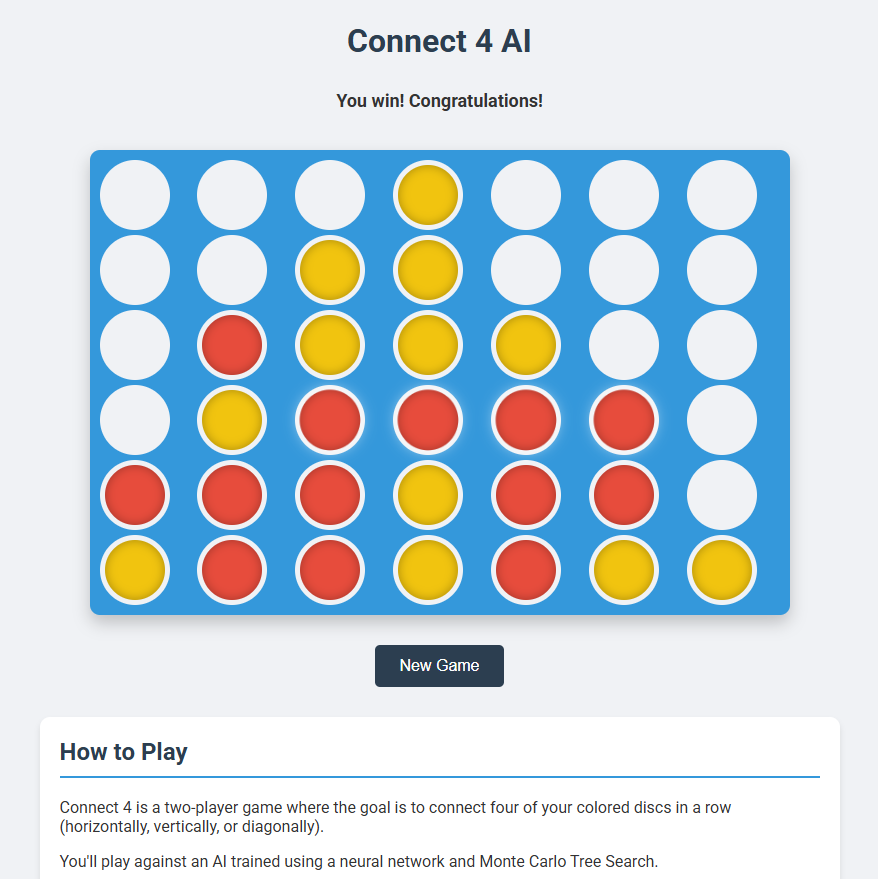 Connect 4 AI
You win! Congratulations!
New Game
How to Play
Connect 4 is a two-player game where the goal is to connect four of your colored discs in a row
(horizontally, vertically, or diagonally).
You'll play against an AI trained using a neural network and Monte Carlo Tree Search.